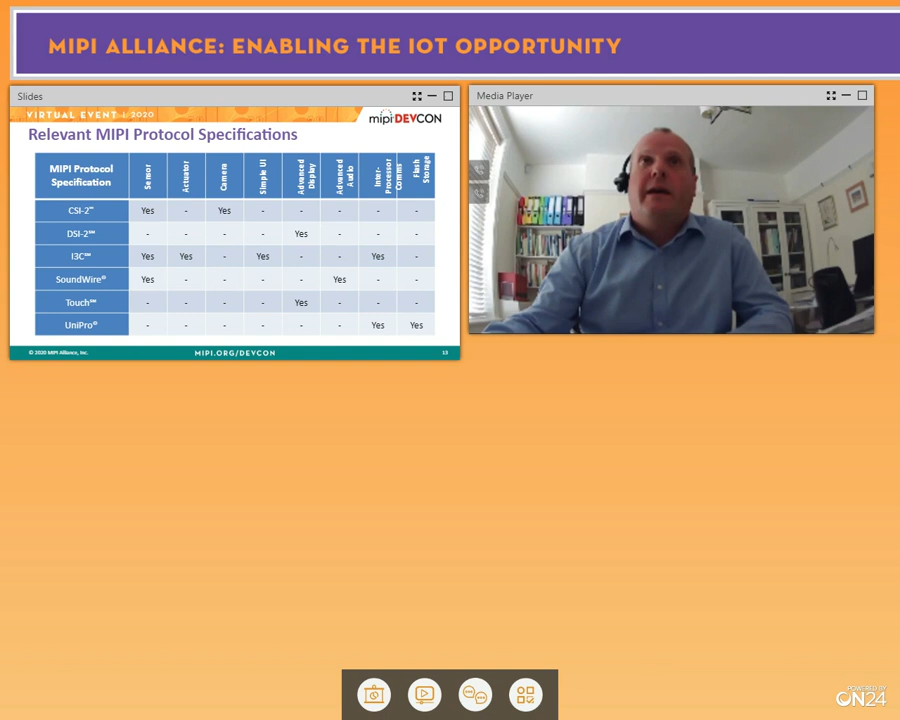 MIPI ALLIANCE: ENABLING THE IOT OPPORTUNITY
Slides
Media Player
VIRTUAL EVENT | 2020
mipi DEVCON
Relevant MIPI Protocol Specifications
MIPI Protocol Specification Sensor Actuator Camera Simple UI Advanced Display Advanced Audio Inter-Processor Comms Flash Storage
CSI-2℠ Yes - Yes - - - - -
DSI-2℠ - - - - Yes - - -
I3C℠ Yes Yes - Yes - - Yes -
SoundWire® Yes - - - - Yes - -
Touch℠ - - - - Yes - - -
UniPro® - - - - - - Yes Yes
© 2020 MIPI Alliance, Inc. MIPI.ORG/DEVCON 13
POWERED BY
ON24